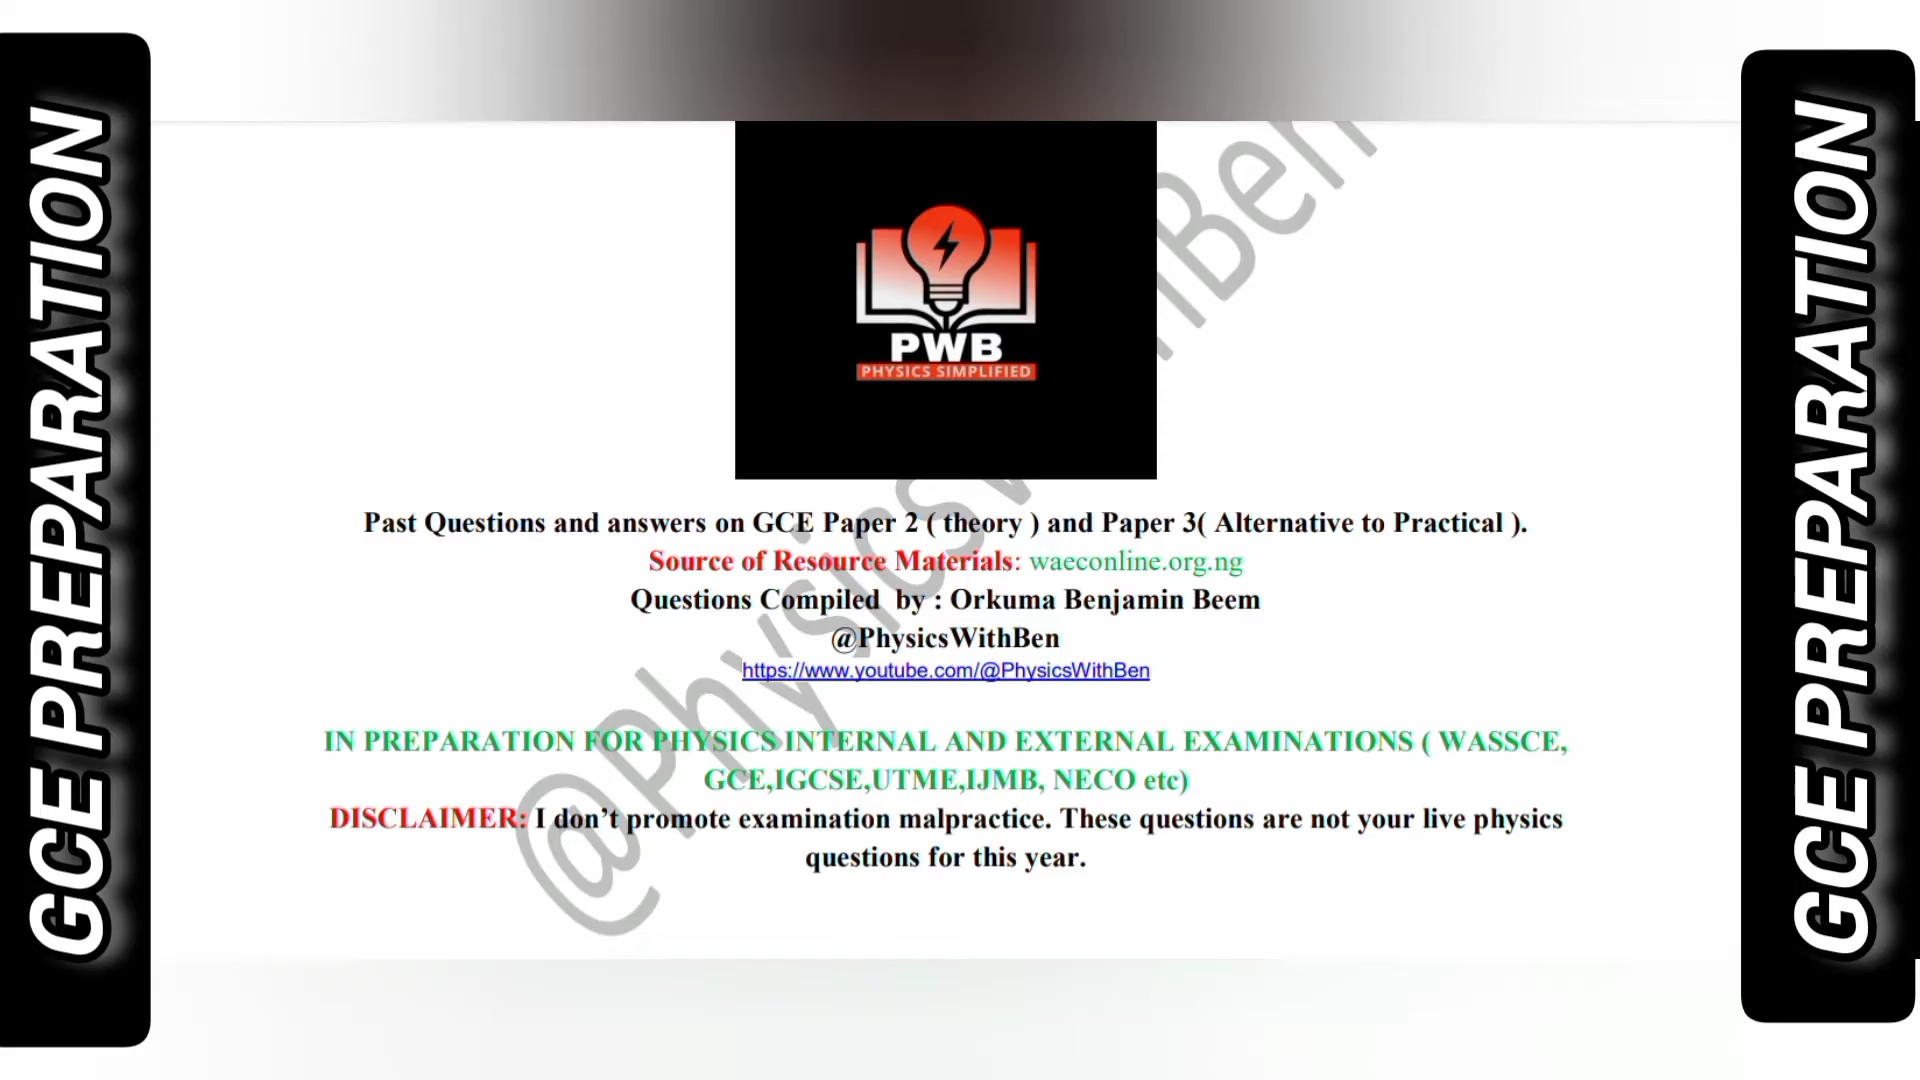 GCE PREPARATION
GCE PREPARATION
PWB
PHYSICS SIMPLIFIED
Past Questions and answers on GCE Paper 2 ( theory ) and Paper 3( Alternative to Practical ).
Source of Resource Materials: waeconline.org.ng
Questions Compiled by : Orkuma Benjamin Beem
@PhysicsWithBen
https://www.youtube.com/@PhysicsWithBen
IN PREPARATION FOR PHYSICS INTERNAL AND EXTERNAL EXAMINATIONS ( WASSCE,
GCE,IGCSE,UTME,IJMB, NECO etc)
DISCLAIMER: I don’t promote examination malpractice. These questions are not your live physics
questions for this year.